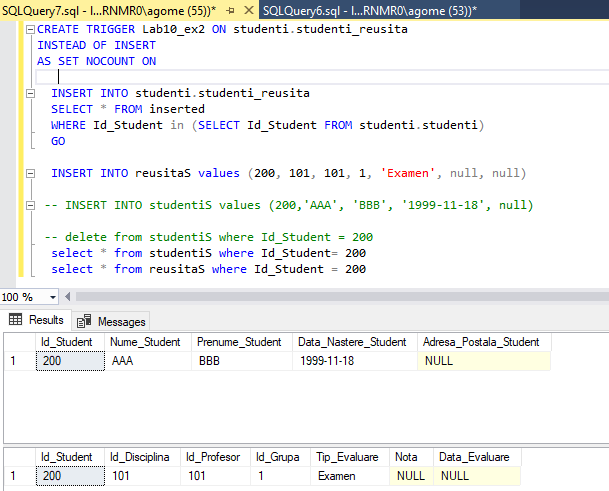 SQLQuery7.sql - I...RNMR0\agome (55))* SQLQuery6.sql - I...RNMR0\agome (53))*
CREATE TRIGGER Lab10_ex2 ON studenti.studenti_reusita
INSTEAD OF INSERT
AS SET NOCOUNT ON
INSERT INTO studenti.studenti_reusita
SELECT * FROM inserted
WHERE Id_Student in (SELECT Id_Student FROM studenti.studenti)
GO
INSERT INTO reusitaS values (200, 101, 101, 1, 'Examen', null, null)
-- INSERT INTO studentiS values (200,'AAA', 'BBB', '1999-11-18', null)
-- delete from studentiS where Id_Student = 200
select * from studentiS where Id_Student= 200
select * from reusitaS where Id_Student = 200
100 %
Results Messages
Id_Student Nume_Student Prenume_Student Data_Nastere_Student Adresa_Postala_Student
1 200 AAA BBB 1999-11-18 NULL
Id_Student Id_Disciplina Id_Profesor Id_Grupa Tip_Evaluare Nota Data_Evaluare
1 200 101 101 1 Examen NULL NULL